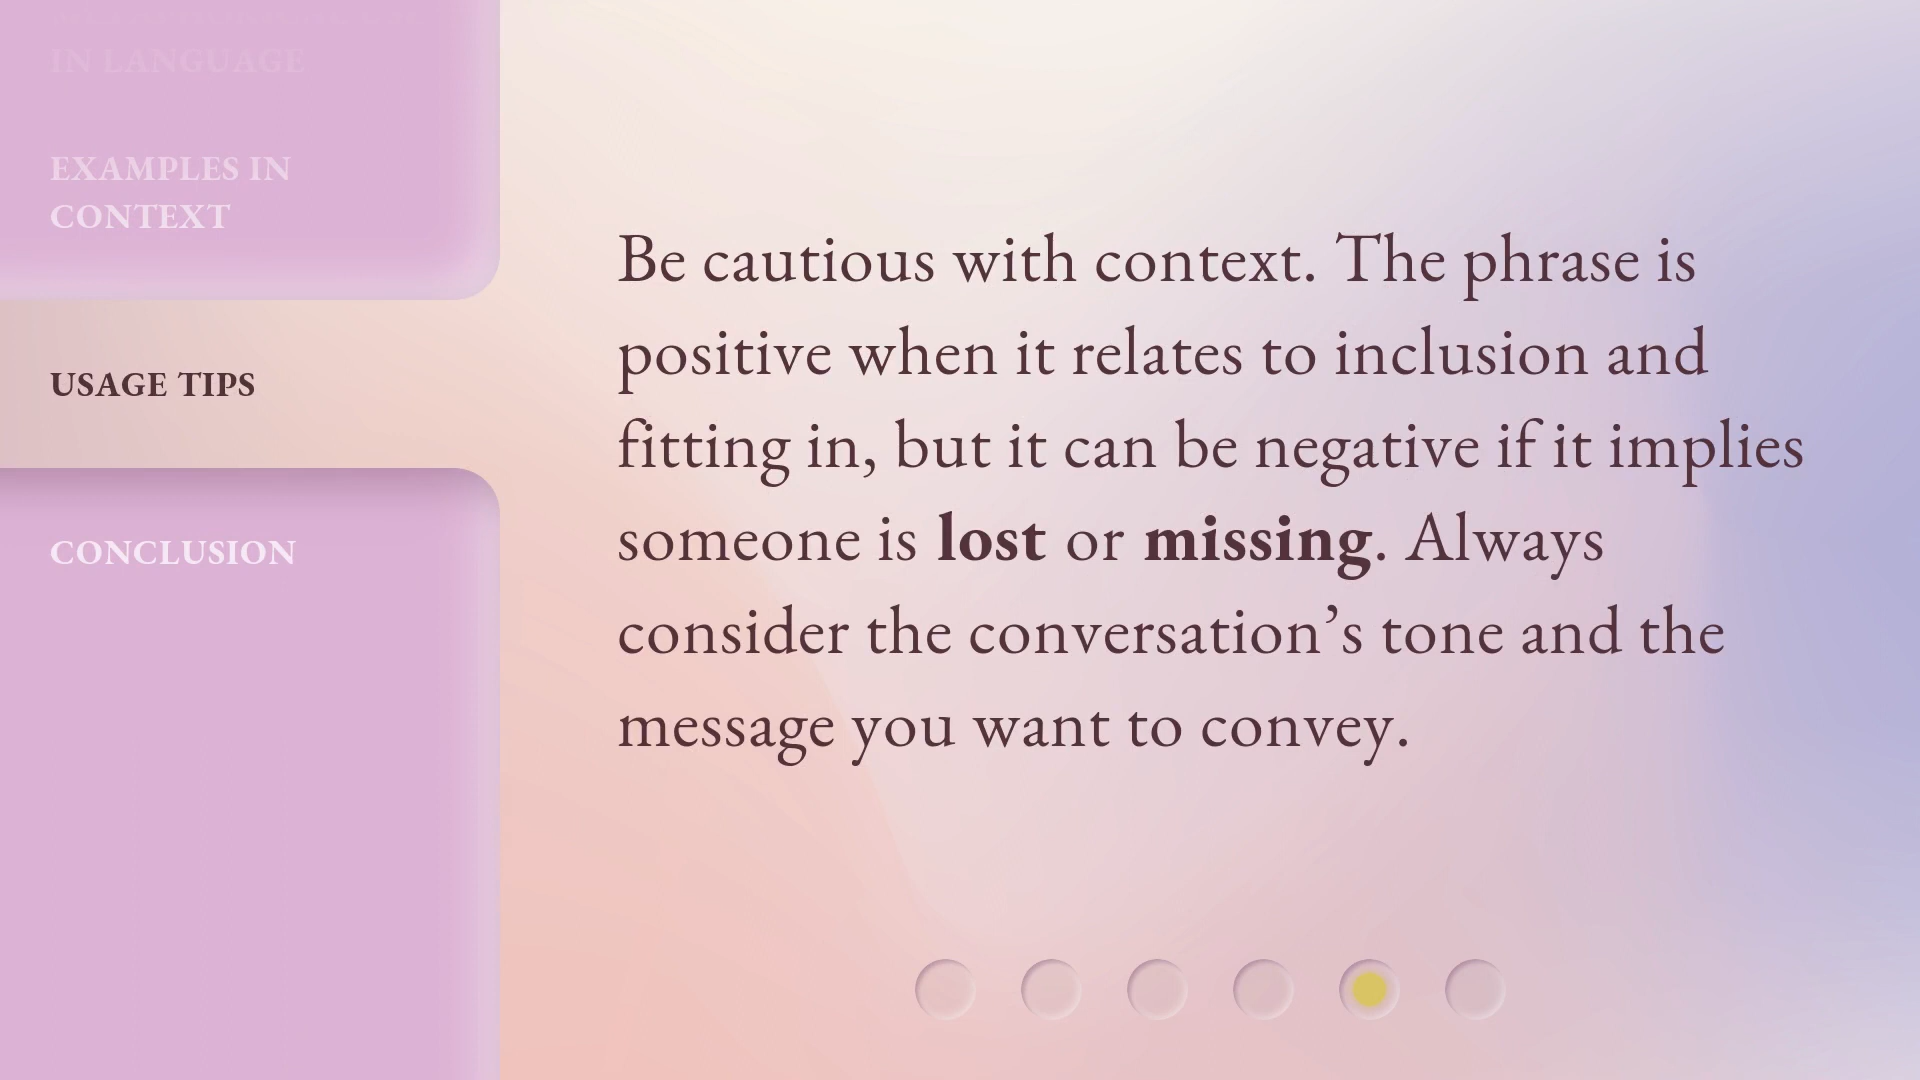 IN LANGUAGE
EXAMPLES IN
CONTEXT
USAGE TIPS
CONCLUSION
Be cautious with context. The phrase is
positive when it relates to inclusion and
fitting in, but it can be negative if it implies
someone is lost or missing. Always
consider the conversation’s tone and the
message you want to convey.